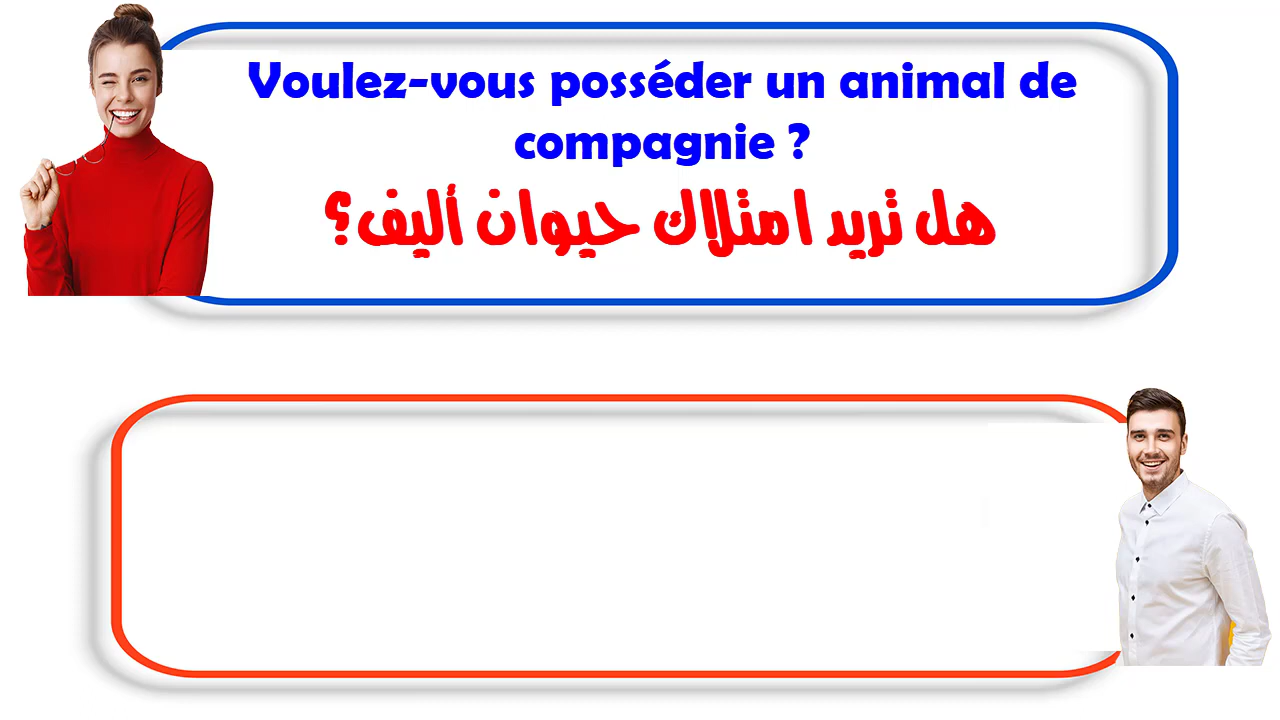 Voulez-vous posséder un animal de
compagnie ?
هل تريد امتلاك حيوان أليف؟